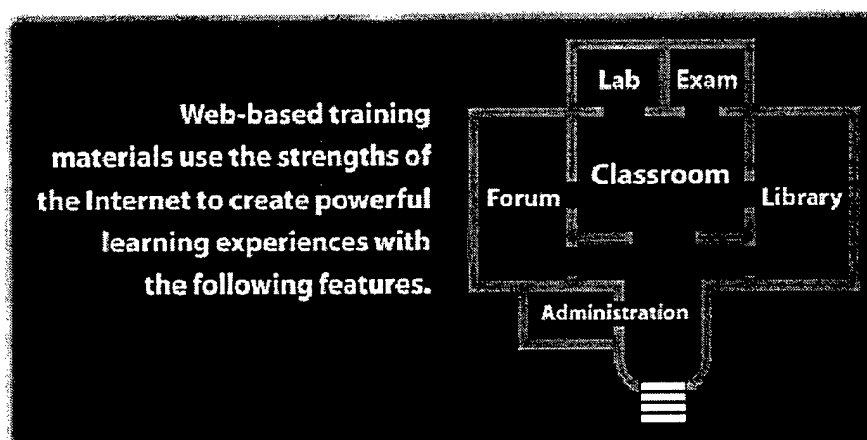 Web-based training
materials use the strengths of
the Internet to create powerful
learning experiences with
the following features.
Lab Exam
Classroom
Forum
Library
Administration